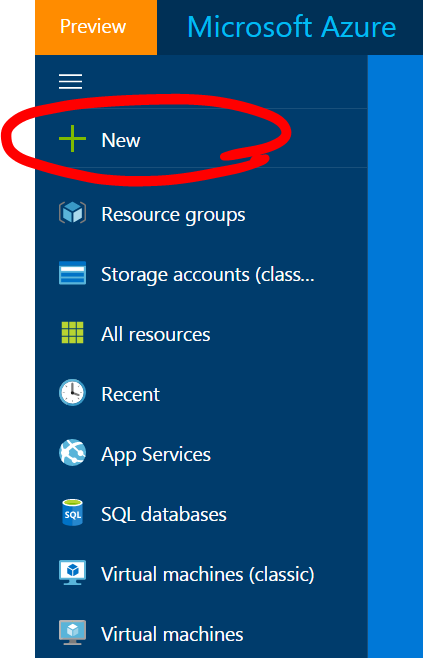 Preview
Microsoft Azure
New
Resource groups
Storage accounts (class...
All resources
Recent
App Services
SQL
SQL databases
Virtual machines (classic)
Virtual machines